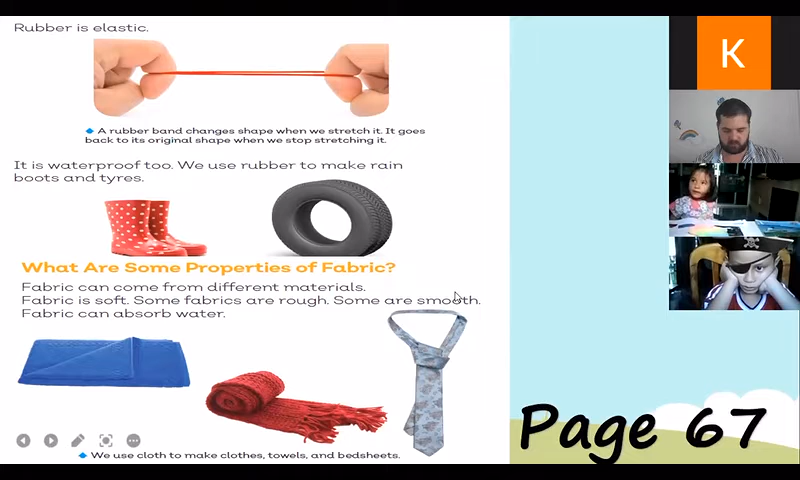 Rubber is elastic.
A rubber band changes shape when we stretch it. It goes
back to its original shape when we stop stretching it.
It is waterproof too. We use rubber to make rain
boots and tyres.
What Are Some Properties of Fabric?
Fabric can come from different materials.
Fabric is soft. Some fabrics are rough. Some are smooth.
Fabric can absorb water.
We use cloth to make clothes, towels, and bedsheets.
Page 67
K